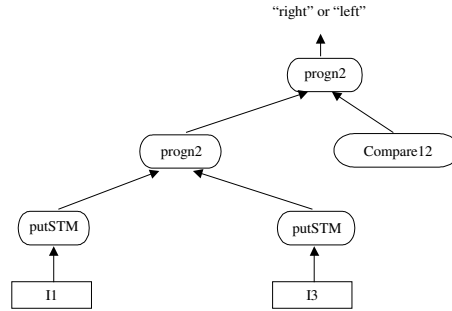 “right” or “left”
progn2
progn2
Compare12
putSTM
putSTM
I1
I3